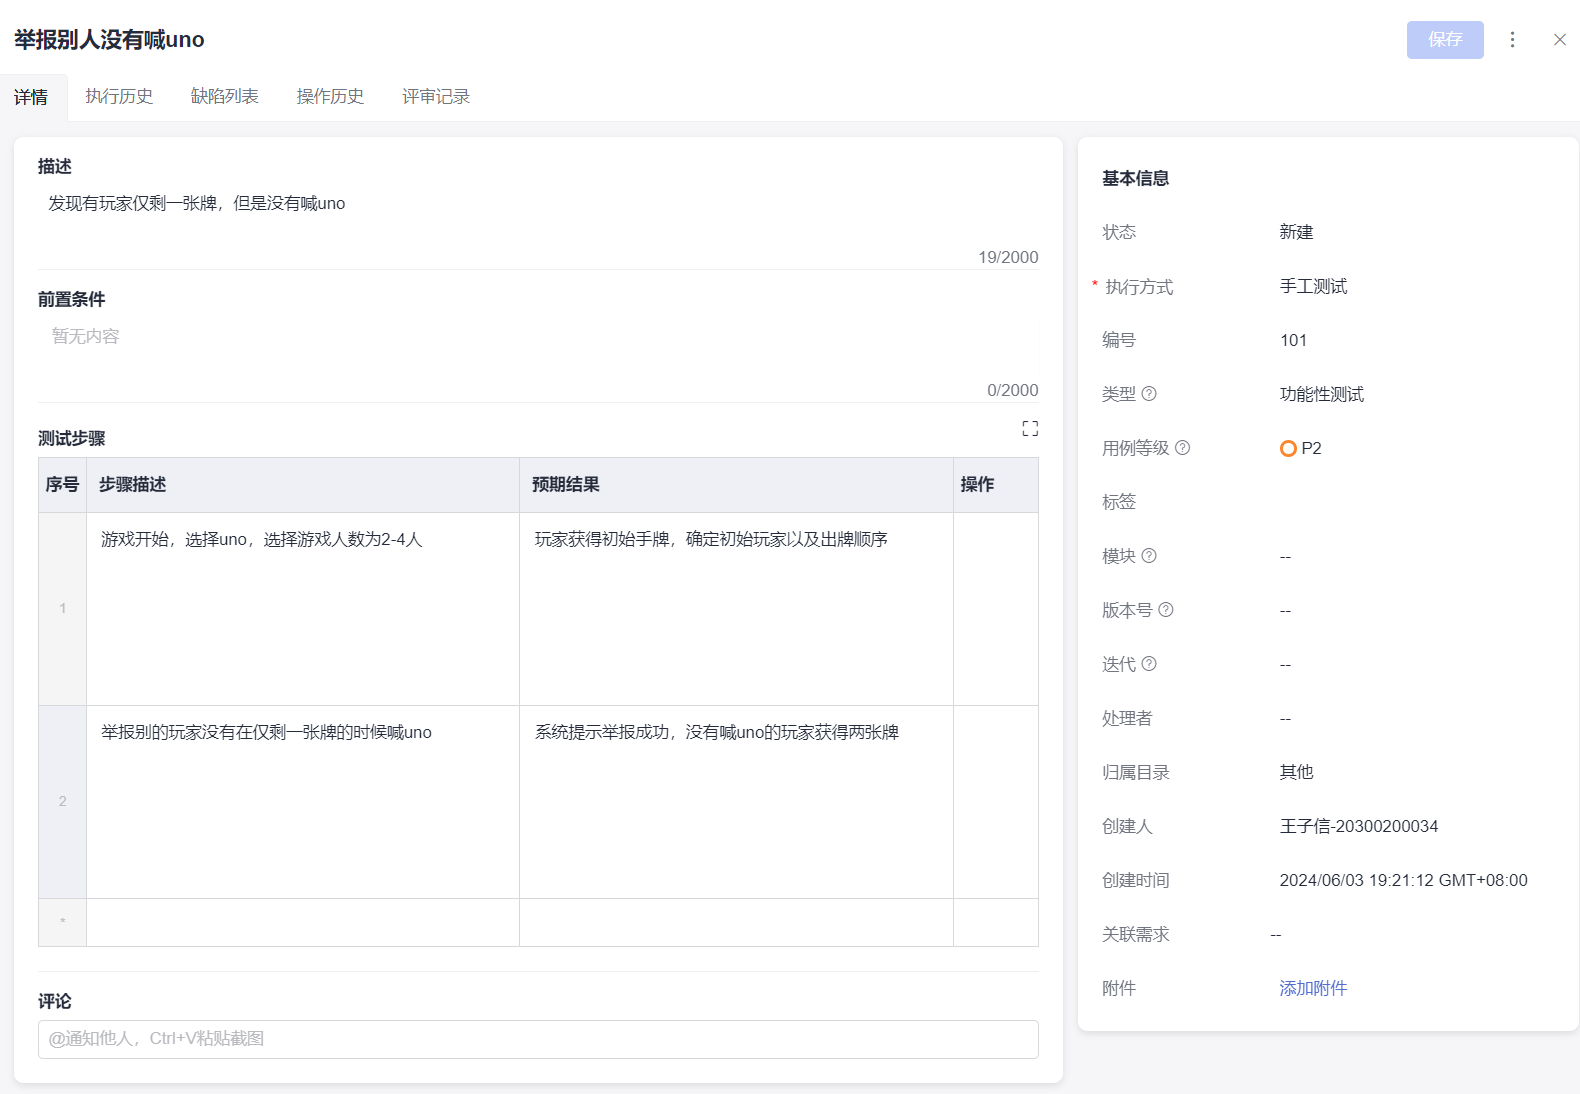 举报别人没有喊uno
保存
详情 执行历史 缺陷列表 操作历史 评审记录
描述
发现有玩家仅剩一张牌，但是没有喊uno
19/2000
前置条件
暂无内容
0/2000
测试步骤
序号 步骤描述 预期结果 操作
1 游戏开始，选择uno，选择游戏人数为2-4人 玩家获得初始手牌，确定初始玩家以及出牌顺序
2 举报别的玩家没有在仅剩一张牌的时候喊uno 系统提示举报成功，没有喊uno的玩家获得两张牌
*
评论
@通知他人，Ctrl+V粘贴截图
基本信息
状态 新建
* 执行方式 手工测试
编号 101
类型 功能性测试
用例等级 P2
标签
模块 --
版本号 --
迭代 --
处理者 --
归属目录 其他
创建人 王子信-20300200034
创建时间 2024/06/03 19:21:12 GMT+08:00
关联需求 --
附件 添加附件